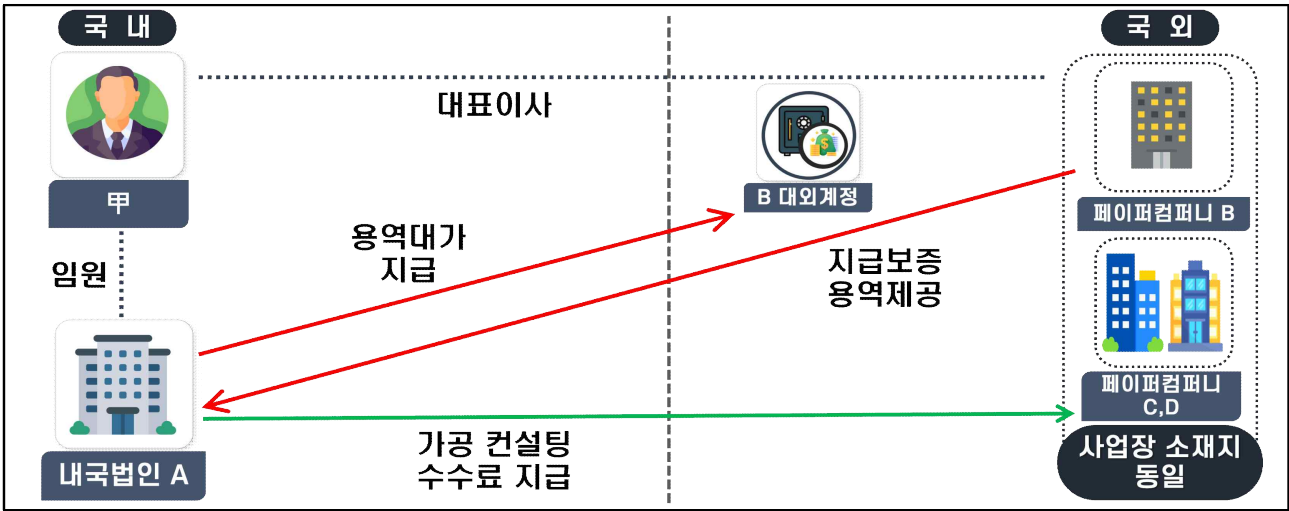 국 내
국 외
대표이사
甲
B 대외계정
페이퍼컴퍼니 B
임원
용역대가
지급
지급보증
용역제공
페이퍼컴퍼니
C,D
내국법인 A
가공 컨설팅
수수료 지급
사업장 소재지
동일